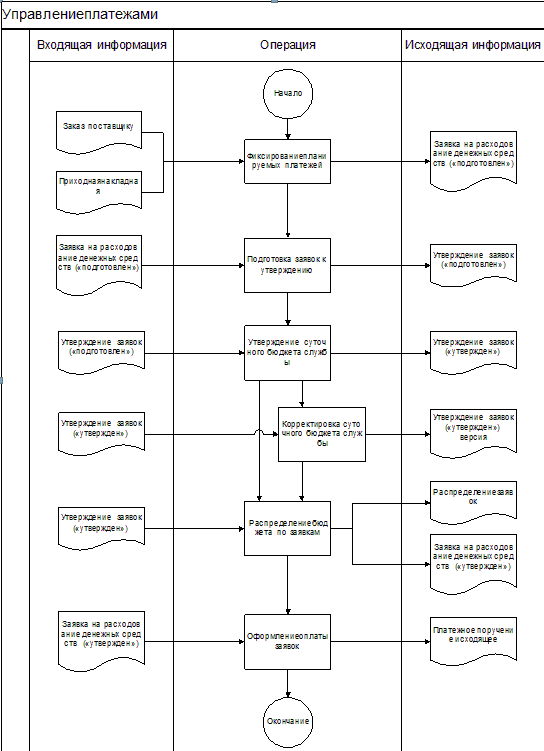 Управлениеплатежами
Входящая информация
Операция
Исходящая информация
Начало
Заказ поставщику
Приходнаянакладна
я
Фиксированиеплани
руемых платежей
Заявка на расходов
ание денежных сред
ств («подготовлен»)
Заявка на расходов
ание денежных сред
ств («подготовлен»)
Подготовка заявок к
утверждению
Утверждение заявок
(«подготовлен»)
Утверждение заявок
(«подготовлен»)
Утверждение суточ
ного бюджета служб
ы
Утверждение заявок
(«утвержден»)
Утверждение заявок
(«утвержден»)
Корректировка суто
чного бюджета служ
бы
Утверждение заявок
(«утвержден»)
версия
Утверждение заявок
(«утвержден»)
Распределениебюд
жета по заявкам
Распределениезаяв
ок
Заявка на расходов
ание денежных сред
ств («утвержден»)
Заявка на расходов
ание денежных сред
ств («утвержден»)
Оформлениеоплаты
заявок
Платежное поручени
е исходящее
Окончание